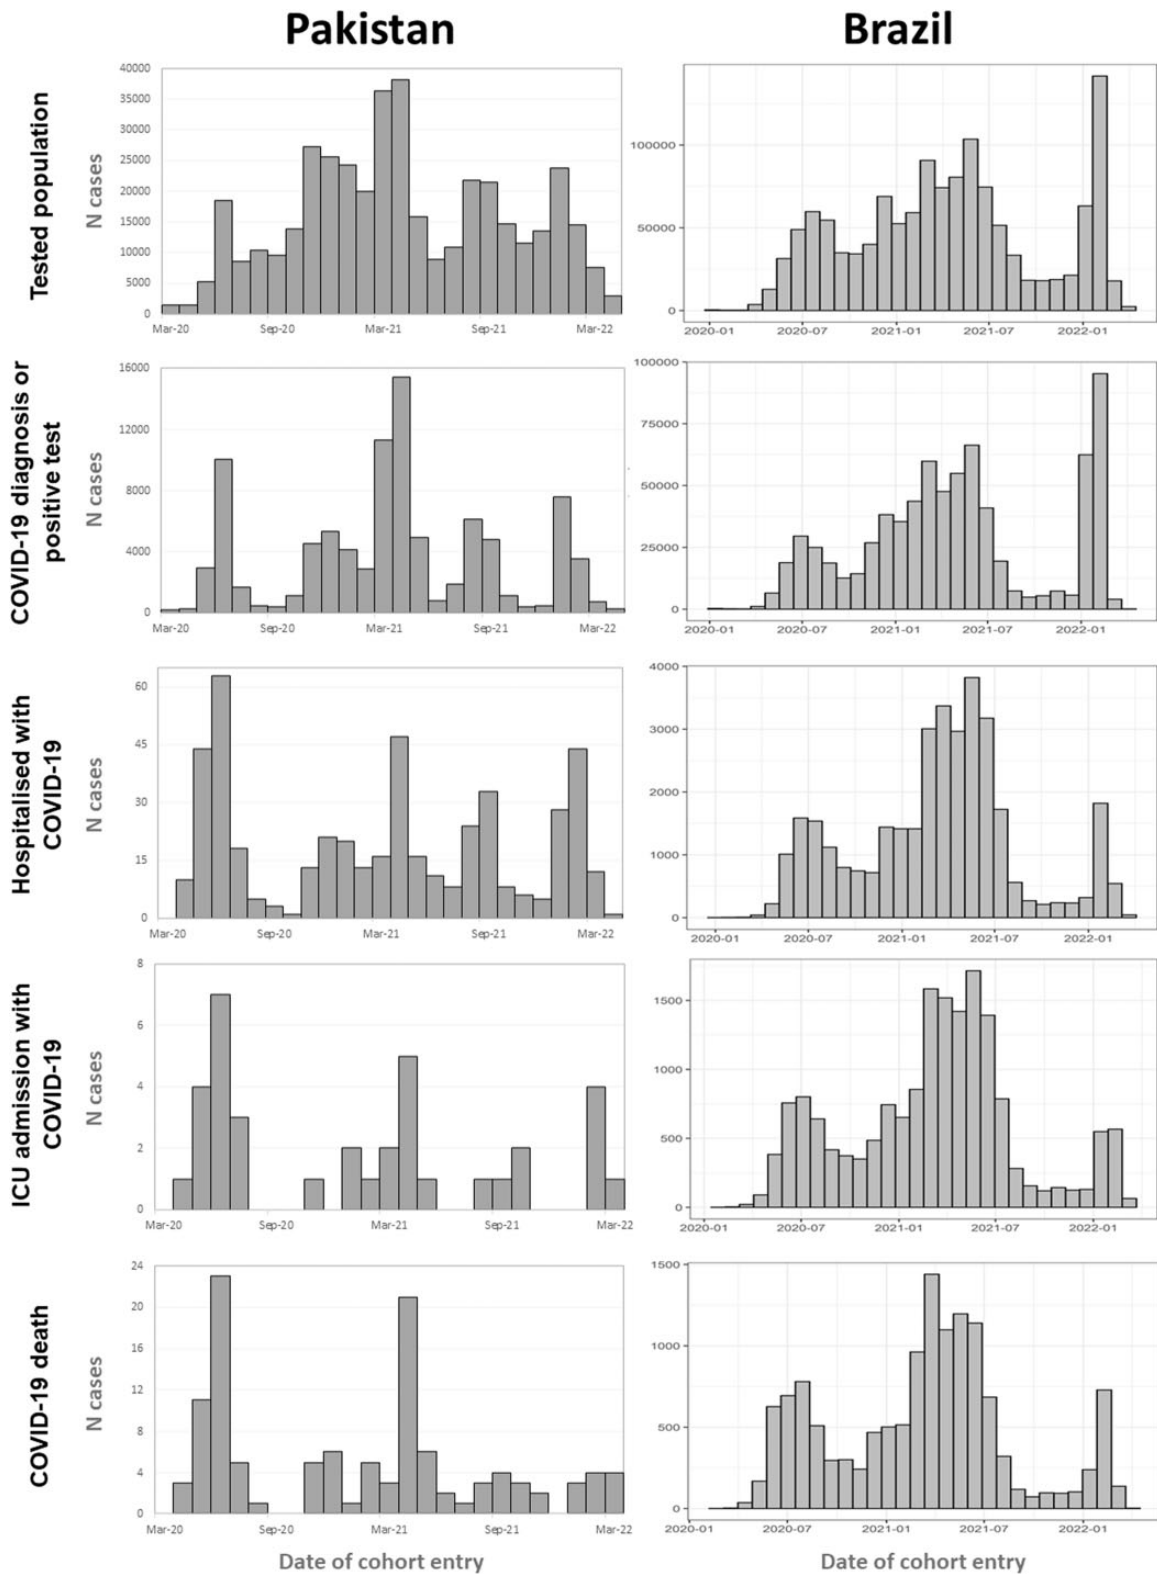 Pakistan
Brazil
Tested population
N cases
40000
35000
30000
25000
20000
15000
10000
5000
0
Mar-20 Sep-20 Mar-21 Sep-21 Mar-22
100000
50000
0
2020-01 2020-07 2021-01 2021-07 2022-01
COVID-19 diagnosis or
positive test
N cases
16000
12000
8000
4000
0
Mar-20 Sep-20 Mar-21 Sep-21 Mar-22
100000
75000
50000
25000
0
2020-01 2020-07 2021-01 2021-07 2022-01
Hospitalised with
COVID-19
N cases
60
45
30
15
0
Mar-20 Sep-20 Mar-21 Sep-21 Mar-22
4000
3000
2000
1000
0
2020-01 2020-07 2021-01 2021-07 2022-01
ICU admission with
COVID-19
N cases
8
6
4
2
0
Mar-20 Sep-20 Mar-21 Sep-21 Mar-22
1500
1000
500
0
2020-01 2020-07 2021-01 2021-07 2022-01
COVID-19 death
N cases
24
20
16
12
8
4
0
Mar-20 Sep-20 Mar-21 Sep-21 Mar-22
1500
1000
500
0
2020-01 2020-07 2021-01 2021-07 2022-01
Date of cohort entry
Date of cohort entry